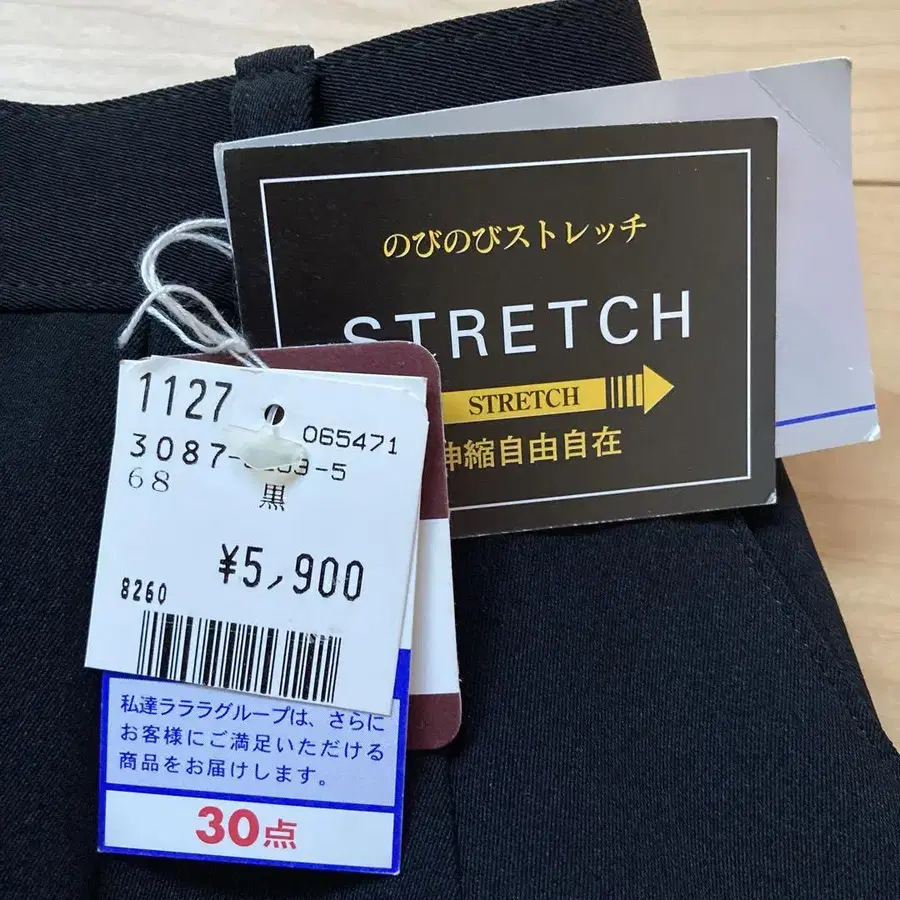 のびのびストレッチ
STRETCH
STRETCH
伸縮自由自在
1127
065471
3087-
-5
68
黒
¥5,900
8260
私達ラララグループは、さらに
お客様にご満足いただける
商品をお届けします。
30点